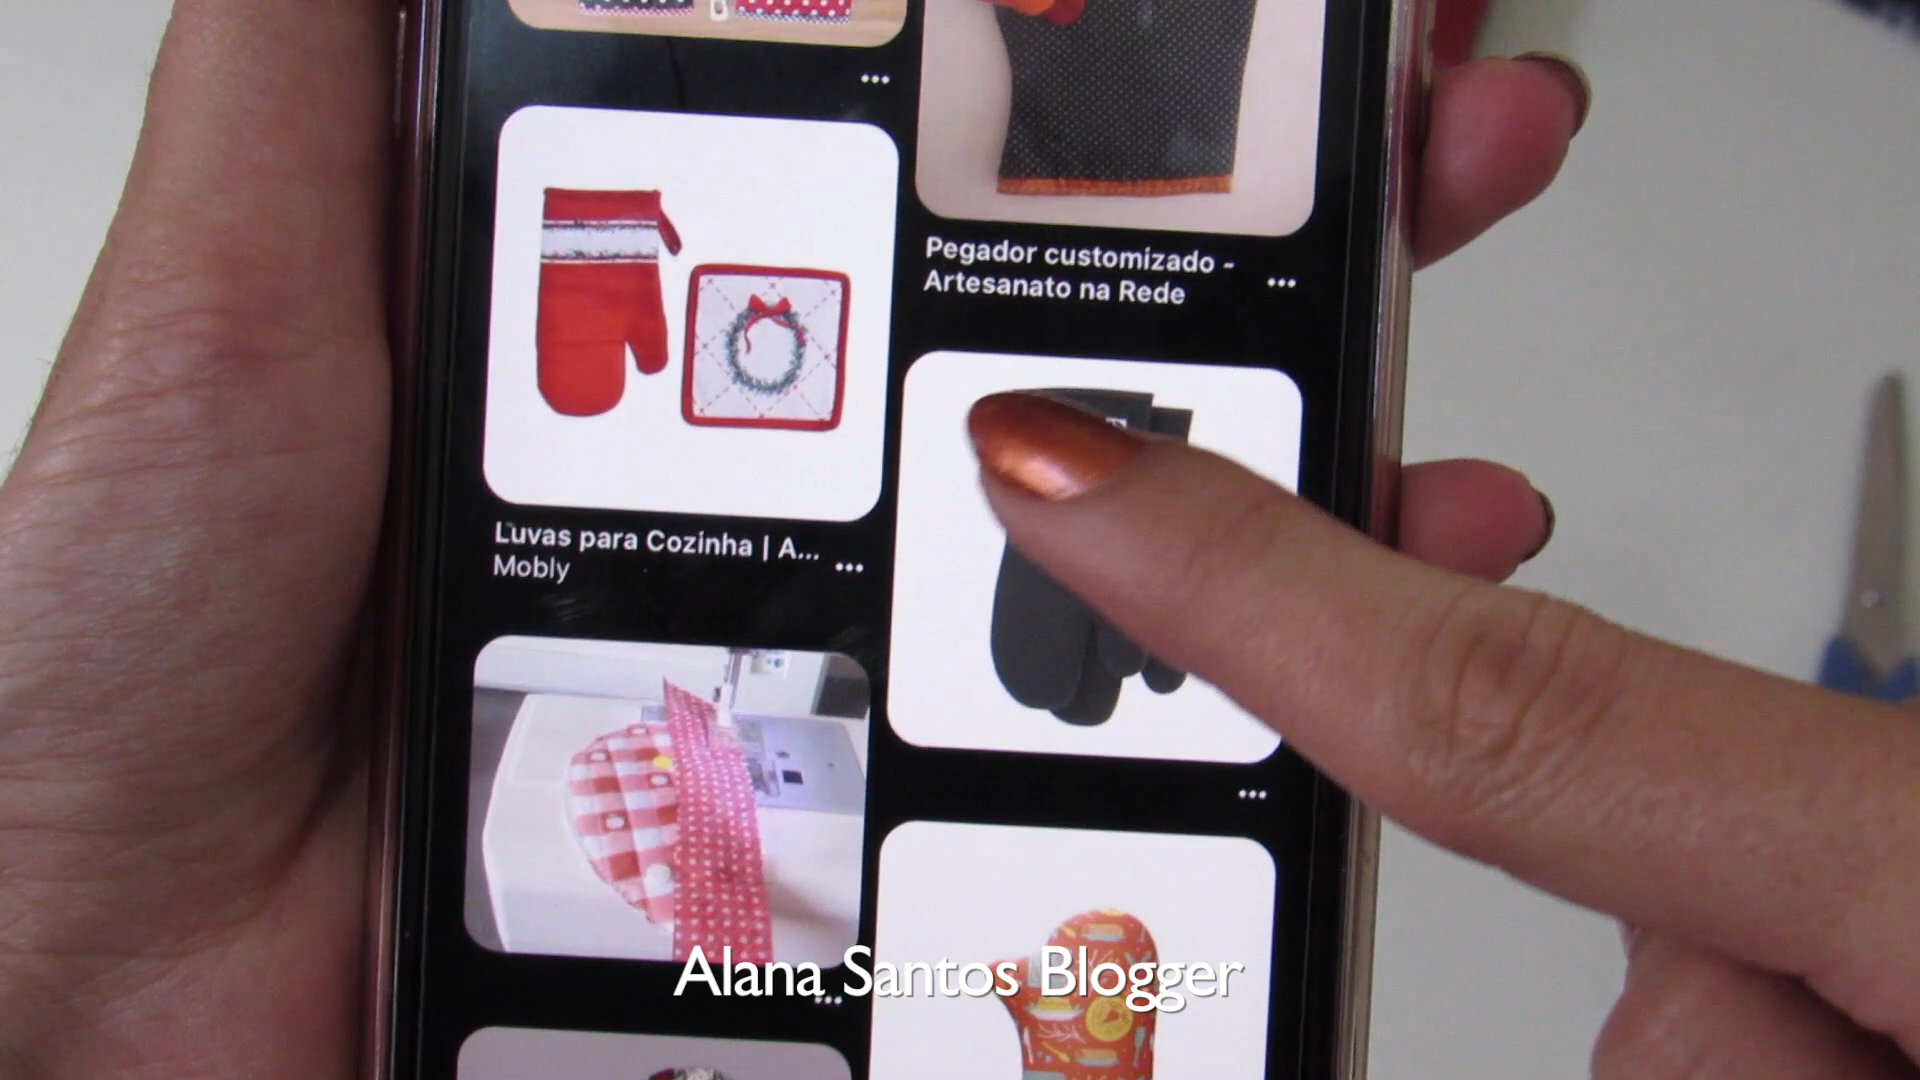 Pegador customizado -
Artesanato na Rede
Luvas para Cozinha | A...
Mobly
Alana Santos Blogger